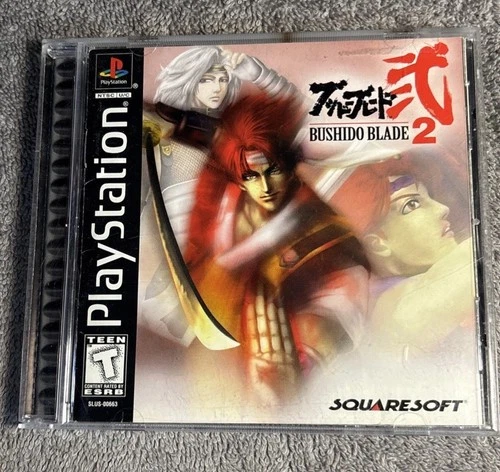 PlayStation
NTSC U/C
PlayStation
ブシドーブレード弐
BUSHIDO BLADE 2
TEEN
T
CONTENT RATED BY
ESRB
SLUS-00663
SQUARESOFT